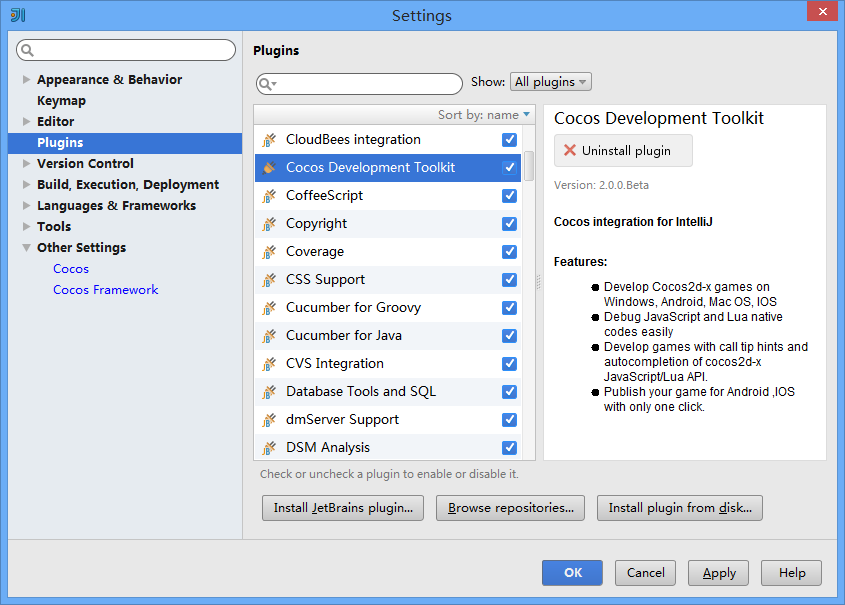 Settings
Appearance & Behavior
Keymap
Editor
Plugins
Version Control
Build, Execution, Deployment
Languages & Frameworks
Tools
Other Settings
Cocos
Cocos Framework
Plugins
Show: All plugins
Sort by: name
CloudBees integration
Cocos Development Toolkit
CoffeeScript
Copyright
Coverage
CSS Support
Cucumber for Groovy
Cucumber for Java
CVS Integration
Database Tools and SQL
dmServer Support
DSM Analysis
Cocos Development Toolkit
Uninstall plugin
Version: 2.0.0.Beta
Cocos integration for IntelliJ
Features:
Develop Cocos2d-x games on
Windows, Android, Mac OS, IOS
Debug JavaScript and Lua native
codes easily
Develop games with call tip hints and
autocompletion of cocos2d-x
JavaScript/Lua API.
Publish your game for Android ,IOS
with only one click.
Check or uncheck a plugin to enable or disable it.
Install JetBrains plugin...
Browse repositories...
Install plugin from disk...
OK
Cancel
Apply
Help